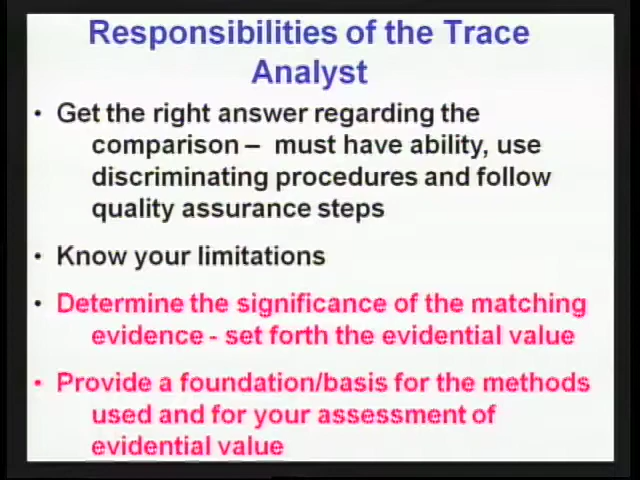 Responsibilities of the Trace
Analyst
• Get the right answer regarding the
comparison – must have ability, use
discriminating procedures and follow
quality assurance steps
• Know your limitations
• Determine the significance of the matching
evidence - set forth the evidential value
• Provide a foundation/basis for the methods
used and for your assessment of
evidential value